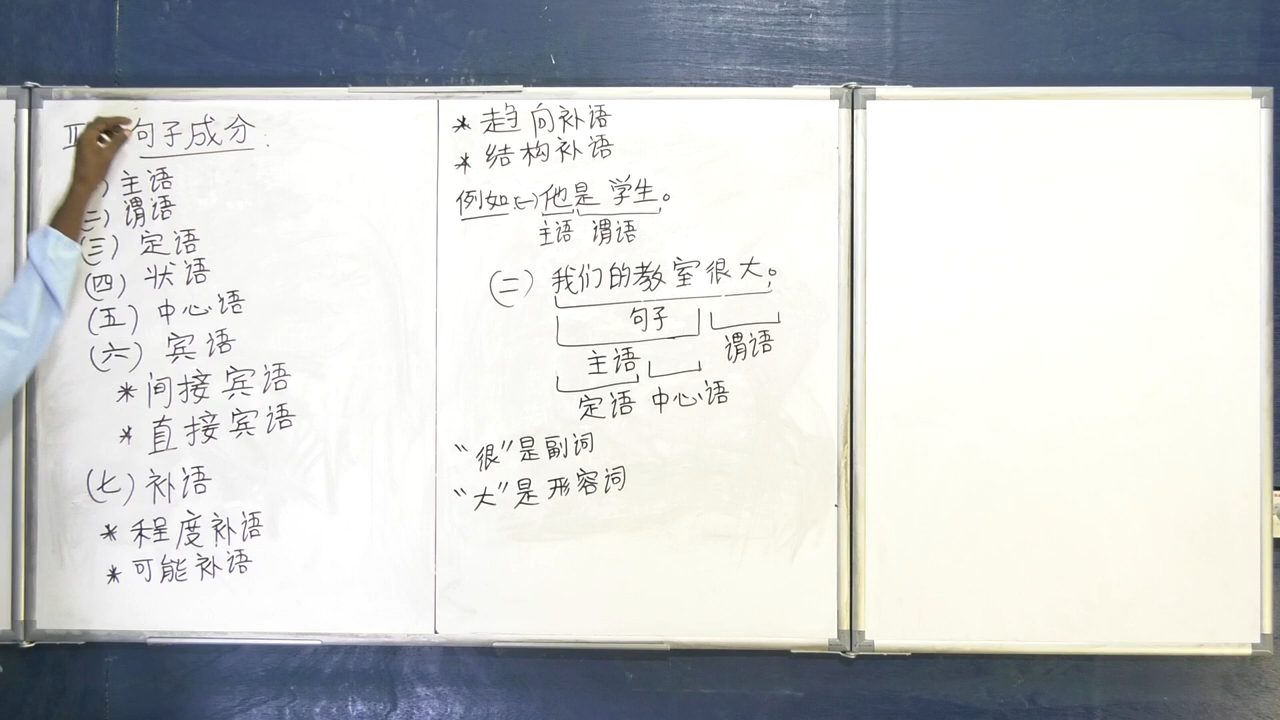 句子成分:
主语
(二) 谓语
(三) 定语
(四) 状语
(五) 中心语
(六) 宾语
* 间接宾语
* 直接宾语
(七) 补语
* 程度补语
* 可能补语
* 趋向补语
* 结构补语
例如:(一)他是学生。
主语 谓语
(二) 我们的教室很大。
句子
主语 谓语
定语 中心语
“很”是副词
“大”是形容词